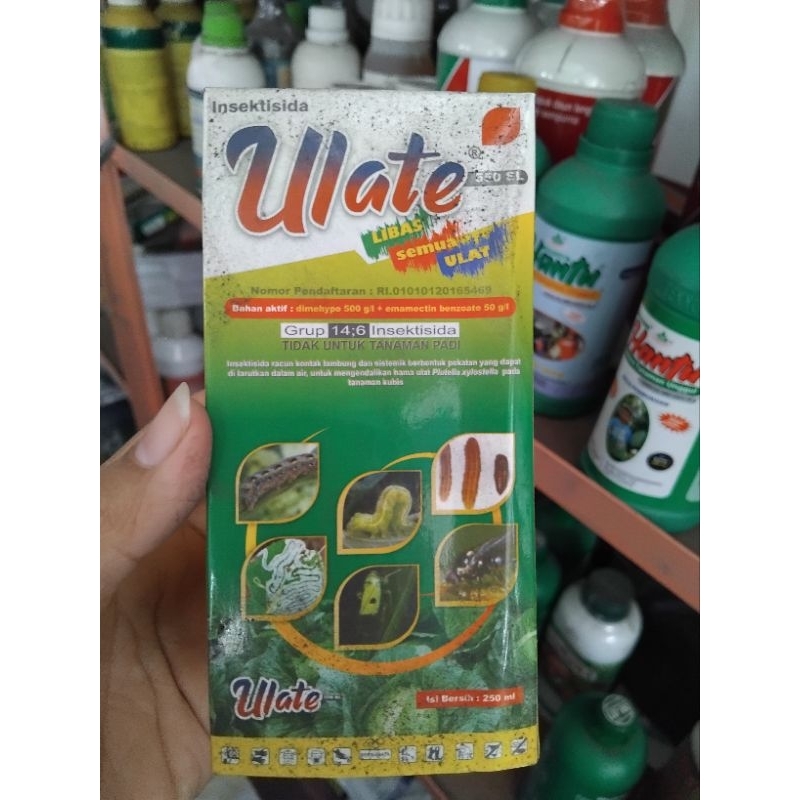 Insektisida
Ulate®
550 SL
LIBAS
semua
ULAT
Nomor Pendaftaran : RI.01010120165469
Bahan aktif : dimehypo 500 g/l + emamectin benzoate 50 g/l
Grup 14;6 Insektisida
TIDAK UNTUK TANAMAN PADI
Insektisida racun kontak lambung dan sistemik berbentuk pekatan yang dapat
di larutkan dalam air, untuk mengendalikan hama ulat Plutella xylostella pada
tanaman kubis
Ulate
Isi Bersih : 250 ml